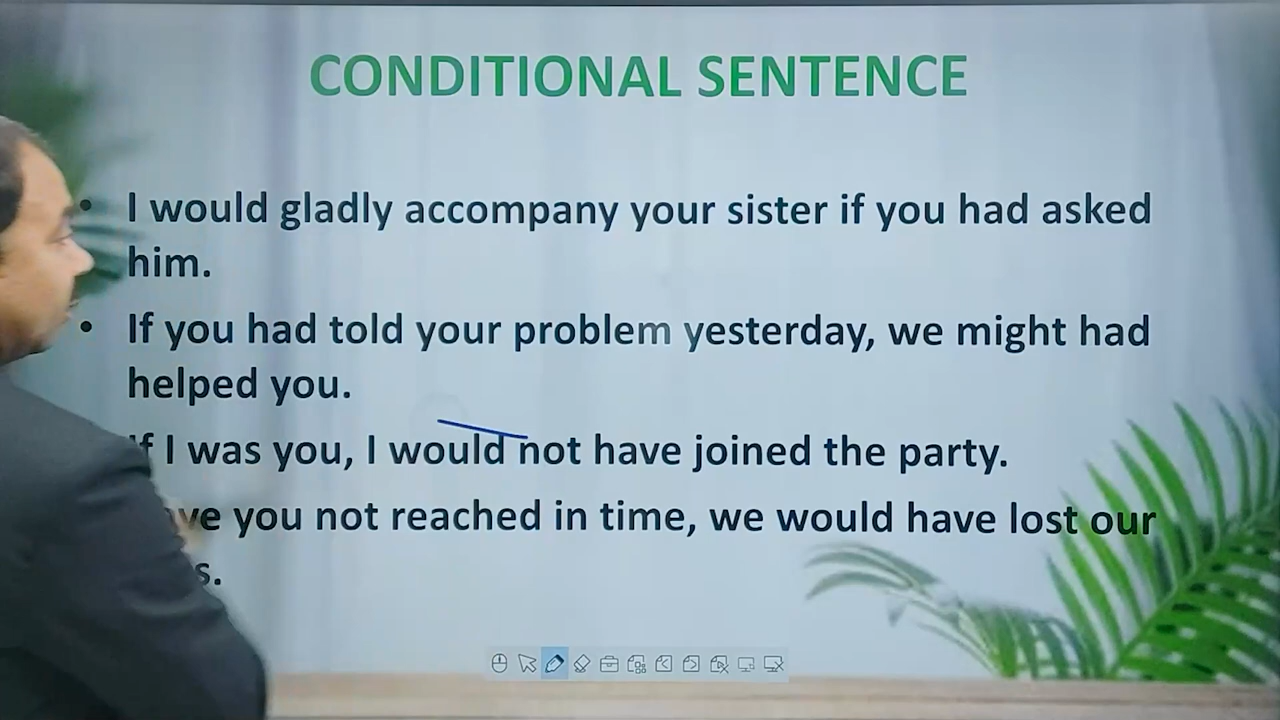 CONDITIONAL SENTENCE
• I would gladly accompany your sister if you had asked
him.
• If you had told your problem yesterday, we might had
helped you.
If I was you, I would not have joined the party.
you not reached in time, we would have lost our